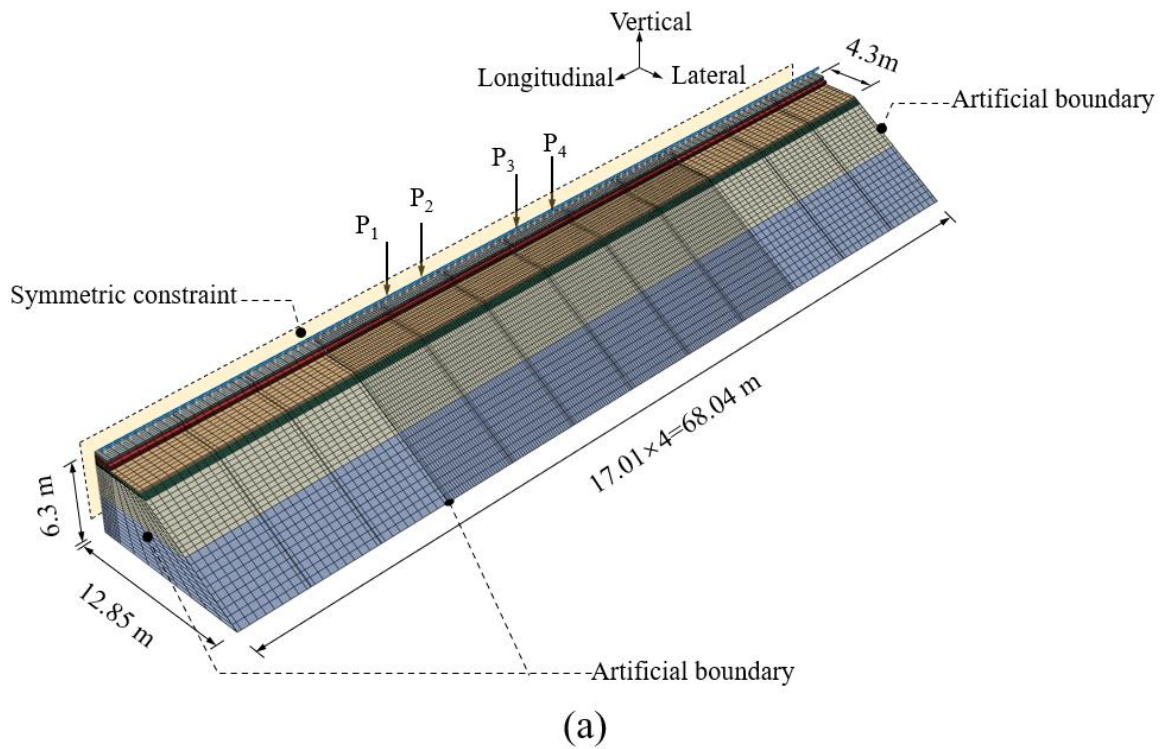 Vertical
4.3m
Longitudinal
Lateral
Artificial boundary
P4
P3
P2
P1
Symmetric constraint
17.01×4=68.04 m
6.3 m
12.85 m
Artificial boundary
(a)